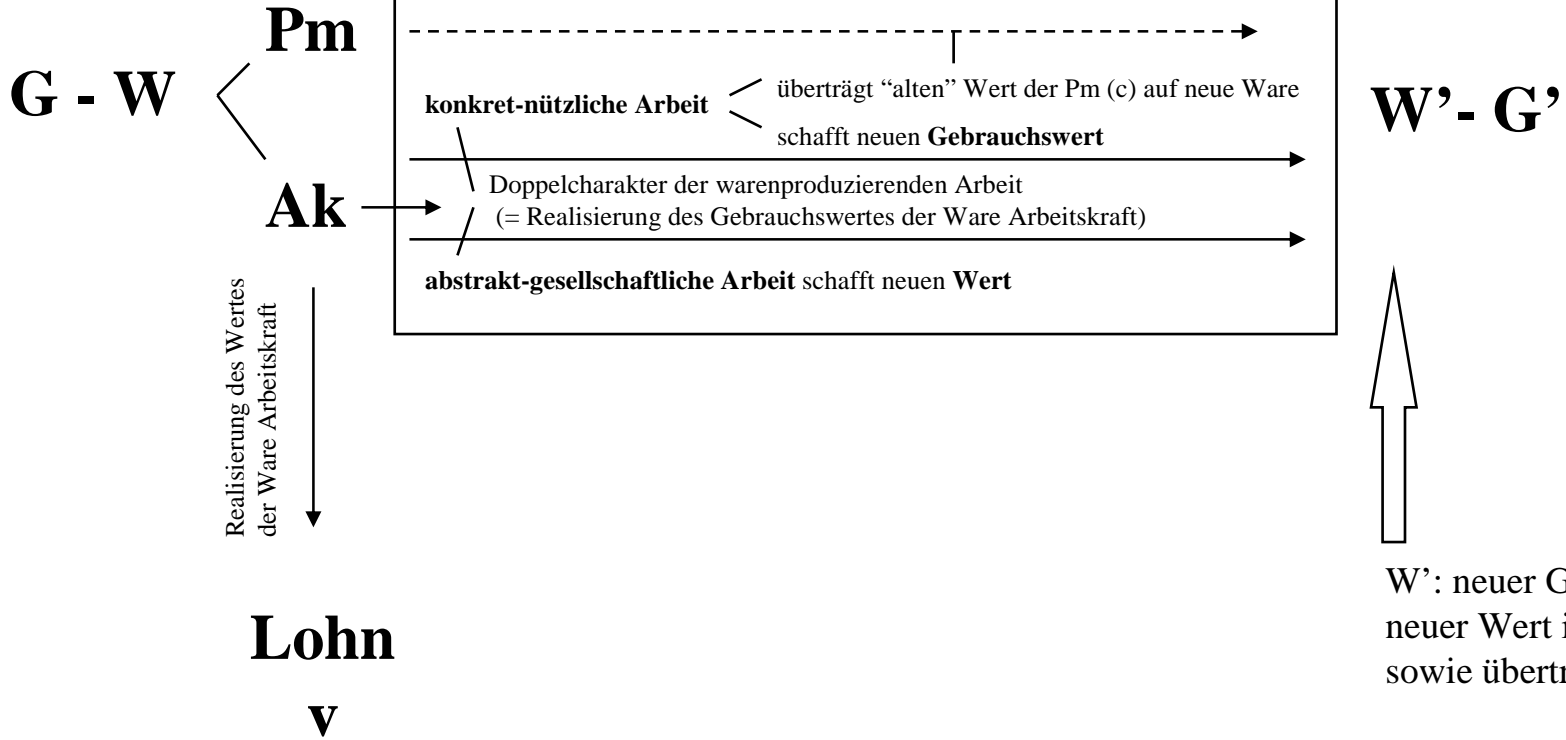 Pm
G - W
konkret-nützliche Arbeit
überträgt “alten” Wert der Pm (c) auf neue Ware
schafft neuen Gebrauchswert
W’- G’
Ak
Doppelcharakter der warenproduzierenden Arbeit
(= Realisierung des Gebrauchswertes der Ware Arbeitskraft)
abstrakt-gesellschaftliche Arbeit schafft neuen Wert
Realisierung des Wertes
der Ware Arbeitskraft
Lohn
v
W’: neuer
neuer Wert
sowie